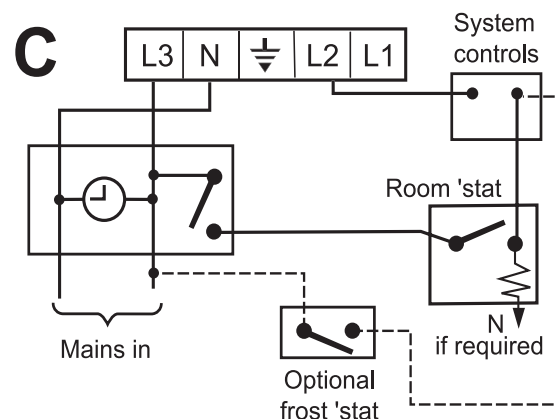 C
L3 N L2 L1
System
controls
Room 'stat
N
if required
Mains in
Optional
frost 'stat